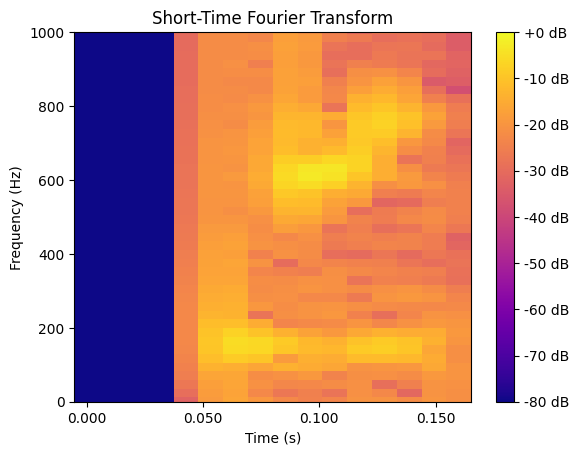 Short-Time Fourier Transform
1000
800
600
400
200
0
Frequency (Hz)
0.000
0.050
0.100
0.150
Time (s)
+0 dB
-10 dB
-20 dB
-30 dB
-40 dB
-50 dB
-60 dB
-70 dB
-80 dB